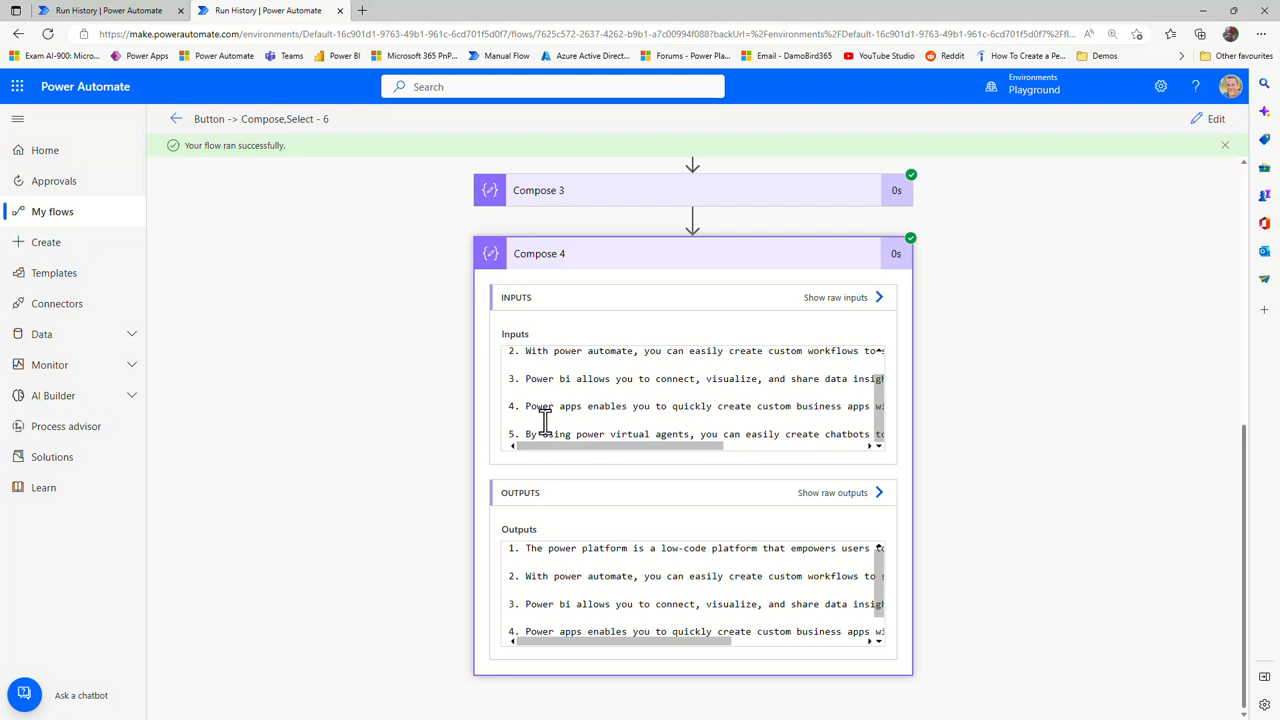 Run History | Power Automate
Run History | Power Automate
https://make.powerautomate.com/environments/Default-16c901d1-9763-49b1-961c-6cd701f5d0f7/flows/7625c572-2637-4262-b9b1-a7c00994f088?backUrl=%2Fenvironments%2FDefault-16c901d1-9763-49b1-961c-6cd701f5d0f7%2Ffl...
Exam AI-900: Micro...
Power Apps
Power Automate
Teams
Power BI
Microsoft 365 PnP...
Manual Flow
Azure Active Direct...
Forums - Power Pla...
Email - DamoBird365
YouTube Studio
Reddit
How To Create a Pe...
Demos
Other favourites
Power Automate
Search
Environments
Playground
Button -> Compose,Select - 6
Edit
Your flow ran successfully.
Home
Approvals
My flows
Create
Templates
Connectors
Data
Monitor
AI Builder
Process advisor
Solutions
Learn
Ask a chatbot
Compose 3
0s
Compose 4
0s
INPUTS
Show raw inputs
Inputs
2. With power automate, you can easily create custom workflows to s
3. Power bi allows you to connect, visualize, and share data insigh
4. Power apps enables you to quickly create custom business apps wi
5. By using power virtual agents, you can easily create chatbots to
OUTPUTS
Show raw outputs
Outputs
1. The power platform is a low-code platform that empowers users to
2. With power automate, you can easily create custom workflows to s
3. Power bi allows you to connect, visualize, and share data insigh
4. Power apps enables you to quickly create custom business apps wi